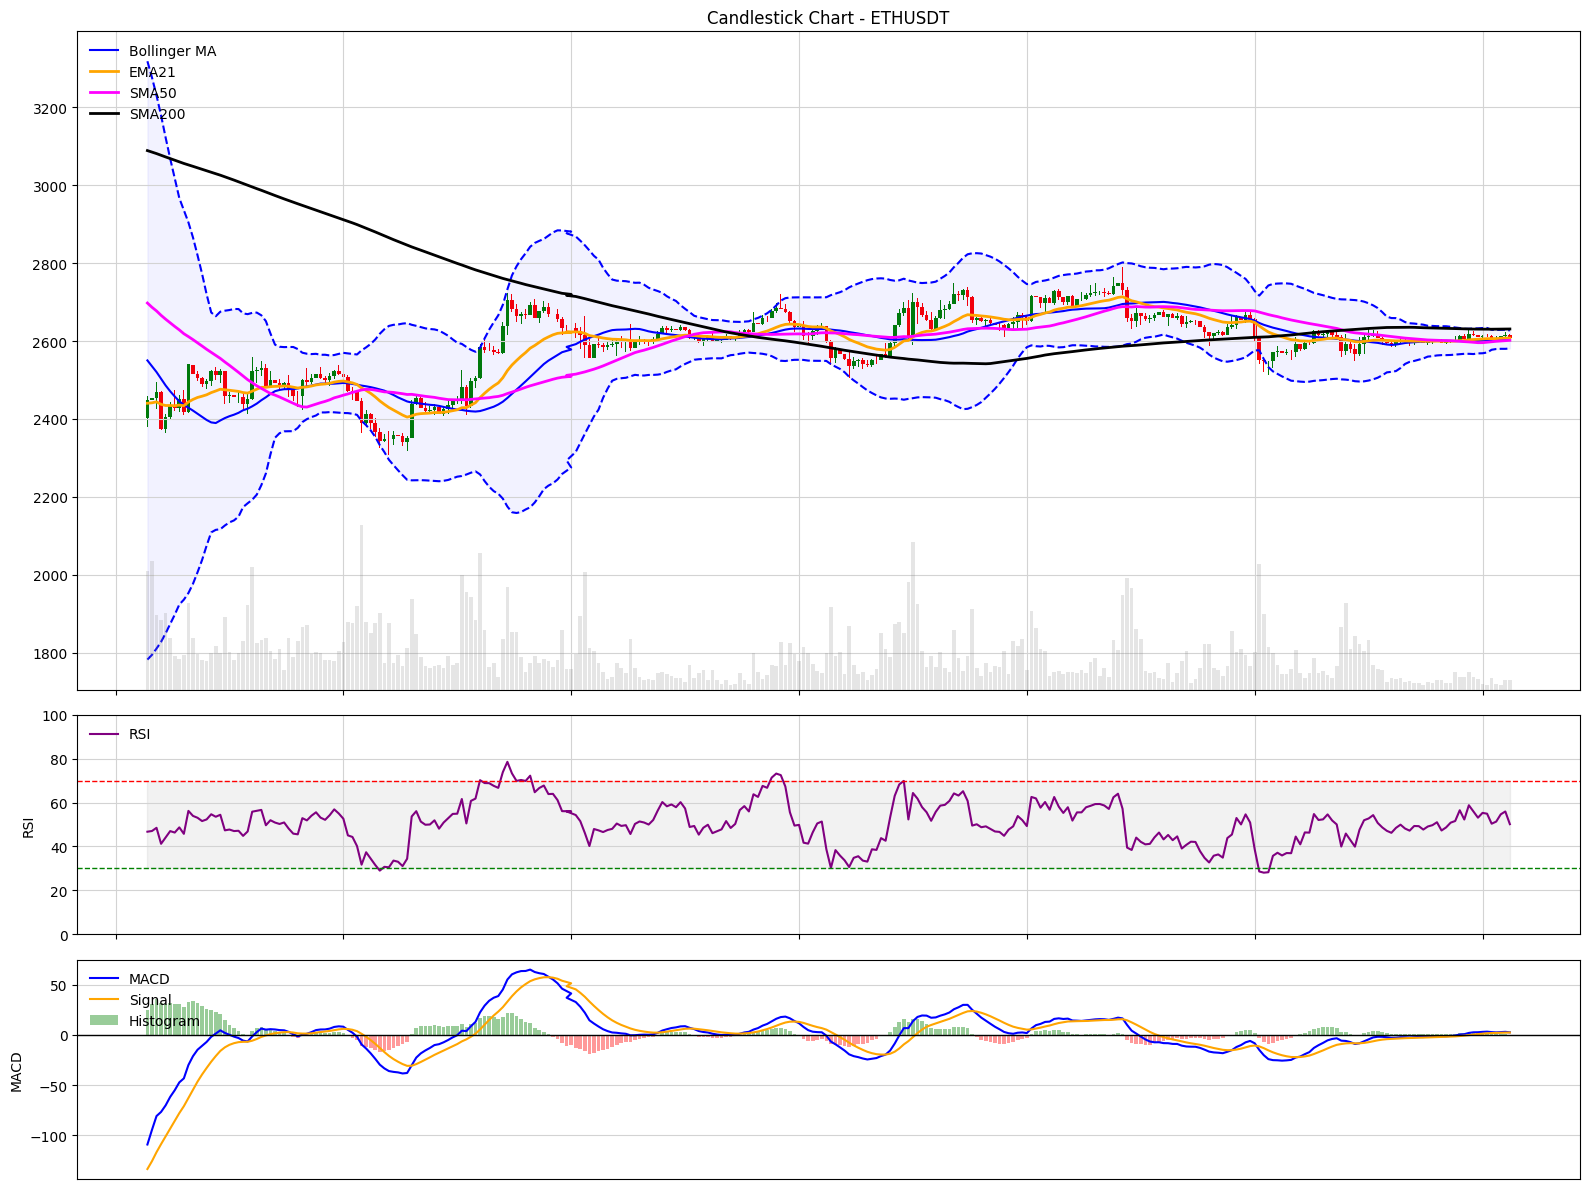 Candlestick Chart - ETHUSDT
Bollinger MA
EMA21
SMA50
SMA200
3200
3000
2800
2600
2400
2200
2000
1800
100
80
60
40
20
0
RSI
RSI
50
0
−50
−100
MACD
MACD
Signal
Histogram